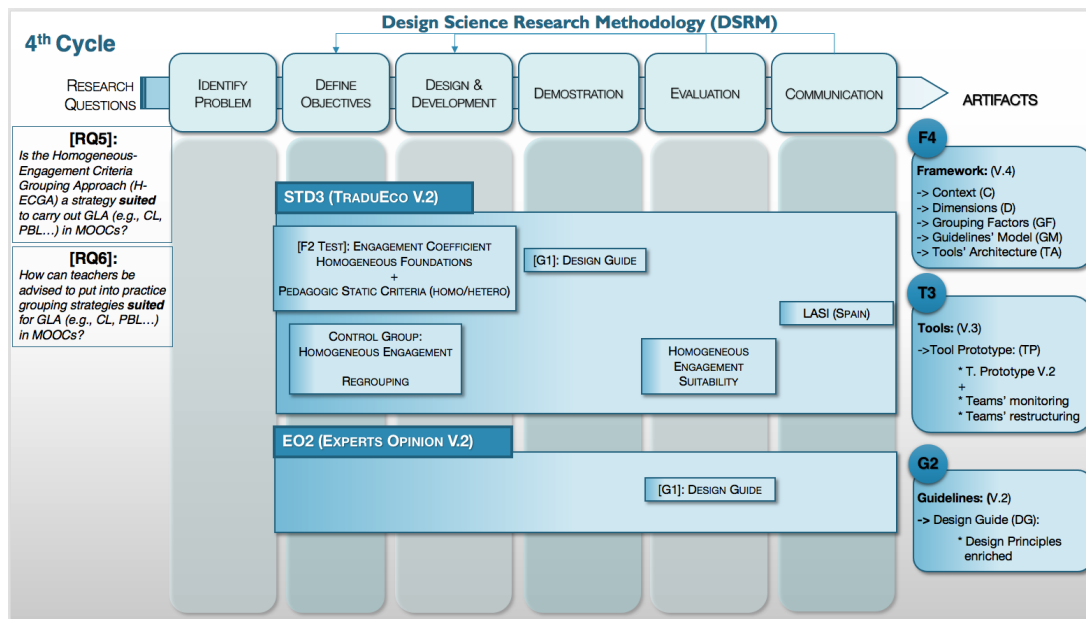 Design Science Research Methodology (DSRM)
4th Cycle
RESEARCH
QUESTIONS
IDENTIFY
PROBLEM
DEFINE
OBJECTIVES
DESIGN &
DEVELOPMENT
DEMOSTRATION
EVALUATION
COMMUNICATION
ARTIFACTS
[RQ5]:
Is the Homogeneous-
Engagement Criteria
Grouping Approach (H-
ECGA) a strategy suited
to carry out GLA (e.g., CL,
PBL...) in MOOCs?
[RQ6]:
How can teachers be
advised to put into practice
grouping strategies suited
for GLA (e.g., CL, PBL...)
in MOOCs?
STD3 (TRADUECO V.2)
[F2 TEST]: ENGAGEMENT COEFFICIENT
HOMOGENEOUS FOUNDATIONS
+
PEDAGOGIC STATIC CRITERIA (HOMO/HETERO)
[G1]: DESIGN GUIDE
LASI (SPAIN)
CONTROL GROUP:
HOMOGENEOUS ENGAGEMENT
REGROUPING
HOMOGENEOUS
ENGAGEMENT
SUITABILITY
EO2 (EXPERTS OPINION V.2)
[G1]: DESIGN GUIDE
F4
Framework: (V.4)
-> Context (C)
-> Dimensions (D)
-> Grouping Factors (GF)
-> Guidelines' Model (GM)
-> Tools' Architecture (TA)
T3
Tools: (V.3)
->Tool Prototype: (TP)
* T. Prototype V.2
+
* Teams' monitoring
* Teams' restructuring
G2
Guidelines: (V.2)
-> Design Guide (DG):
* Design Principles
enriched